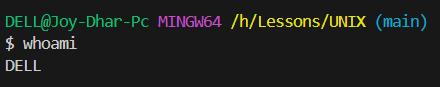 DELL@Joy-Dhar-Pc MINGW64 /h/Lessons/UNIX (main)
$ whoami
DELL